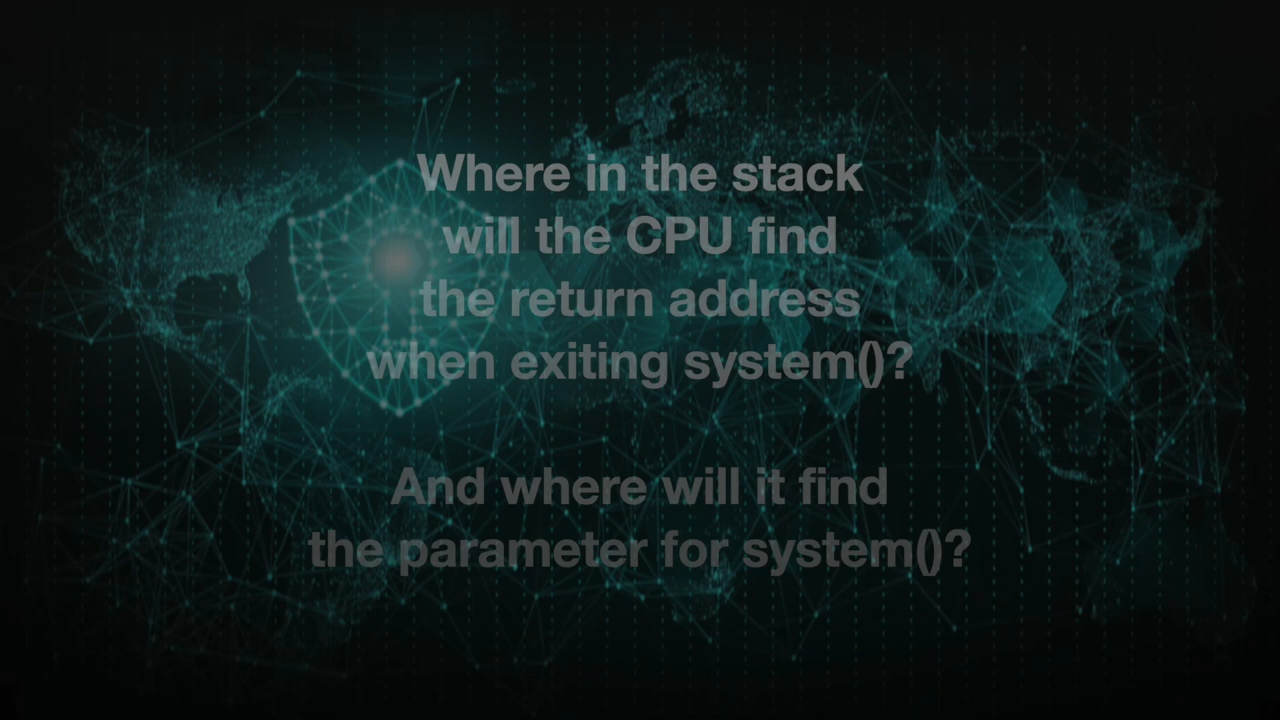 Where in the stack
will the CPU find
the return address
when exiting system()?
And where will it find
the parameter for system()?